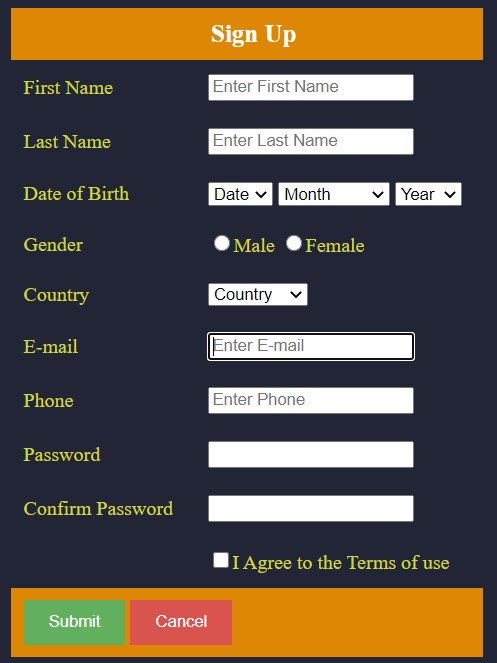 Sign Up
First Name Enter First Name
Last Name Enter Last Name
Date of Birth Date Month Year
Gender Male Female
Country Country
E-mail Enter E-mail
Phone Enter Phone
Password
Confirm Password
I Agree to the Terms of use
Submit Cancel